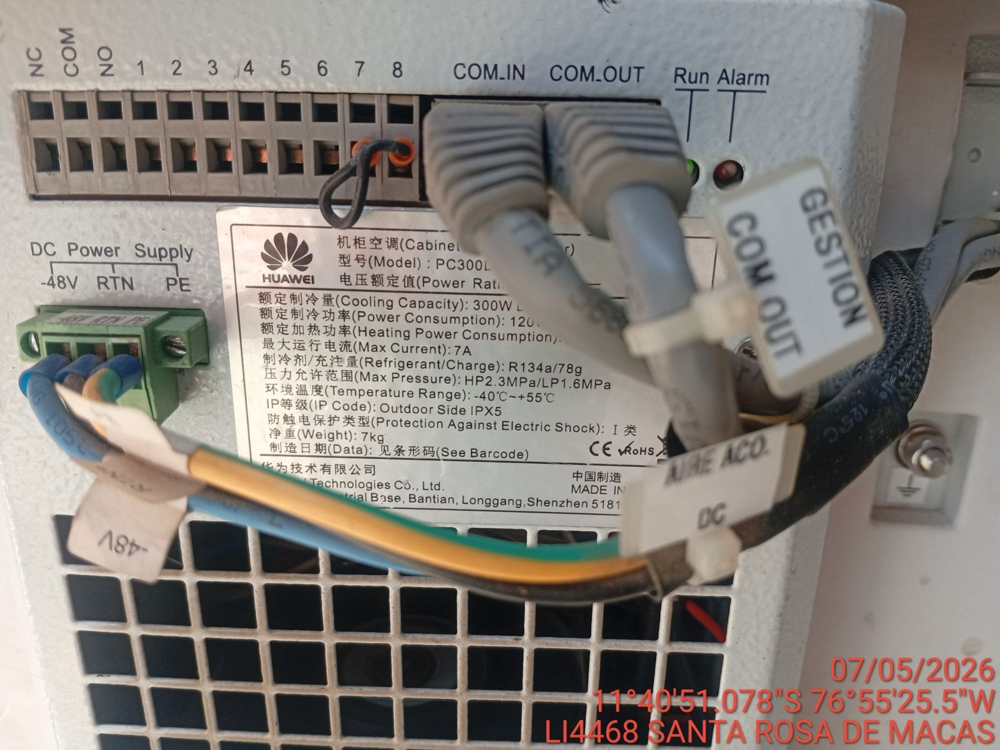 NC COM NO 1 2 3 4 5 6 7 8 COM_IN COM_OUT Run Alarm
DC Power Supply
-48V RTN PE
-48V RTN PE
HUAWEI
机柜空调(Cabinet
型号(Model) : PC300
电压额定值(Power
额定制冷量(Cooling Capacity): 300W
额定制冷功率(Power Consumption): 120
额定加热功率(Heating Power Consumption)
最大运行电流(Max Current): 7A
制冷剂/充注量(Refrigerant/Charge): R134a/78g
压力允许范围(Max Pressure): HP2.3MPa/LP1.6MPa
环境温度(Temperature Range): -40℃~+55℃
IP等级(IP Code): Outdoor Side IPX5
防触电保护类型(Protection Against Electric Shock): I 类
净重(Weight): 7kg
制造日期(Data): 见条形码(See Barcode)
CE RoHS
华为技术有限公司
Technologies Co., Ltd.
Base, Bantian, Longgang,Shenzhen 5181
中国制造
MADE IN
GESTION
COM OUT
TIA
AIRE ACO.
DC
-48V
125°C
07/05/2026
11°40'51.078"S 76°55'25.5"W
LI4468 SANTA ROSA DE MACAS